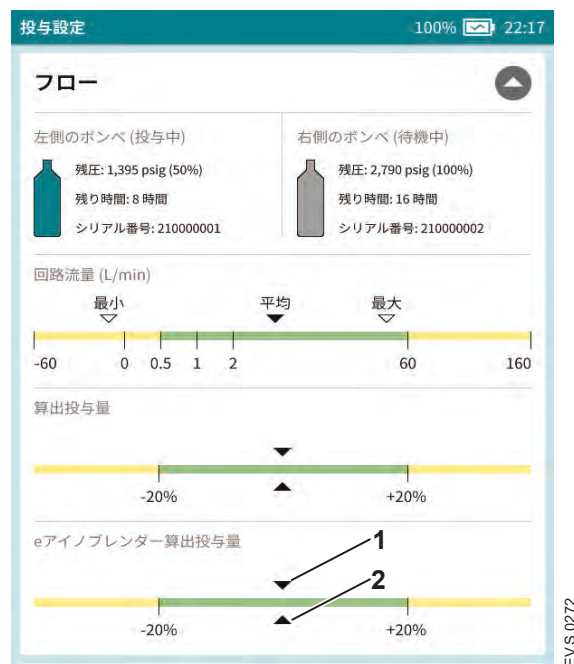 投与設定 100% 22:17
フロー
左側のボンベ (投与中)
残圧: 1,395 psig (50%)
残り時間: 8 時間
シリアル番号: 210000001
右側のボンベ (待機中)
残圧: 2,790 psig (100%)
残り時間: 16 時間
シリアル番号: 210000002
回路流量 (L/min)
最小 平均 最大
-60 0 0.5 1 2 60 160
算出投与量
-20% +20%
eアイノブレンダー算出投与量
1
2
-20% +20%